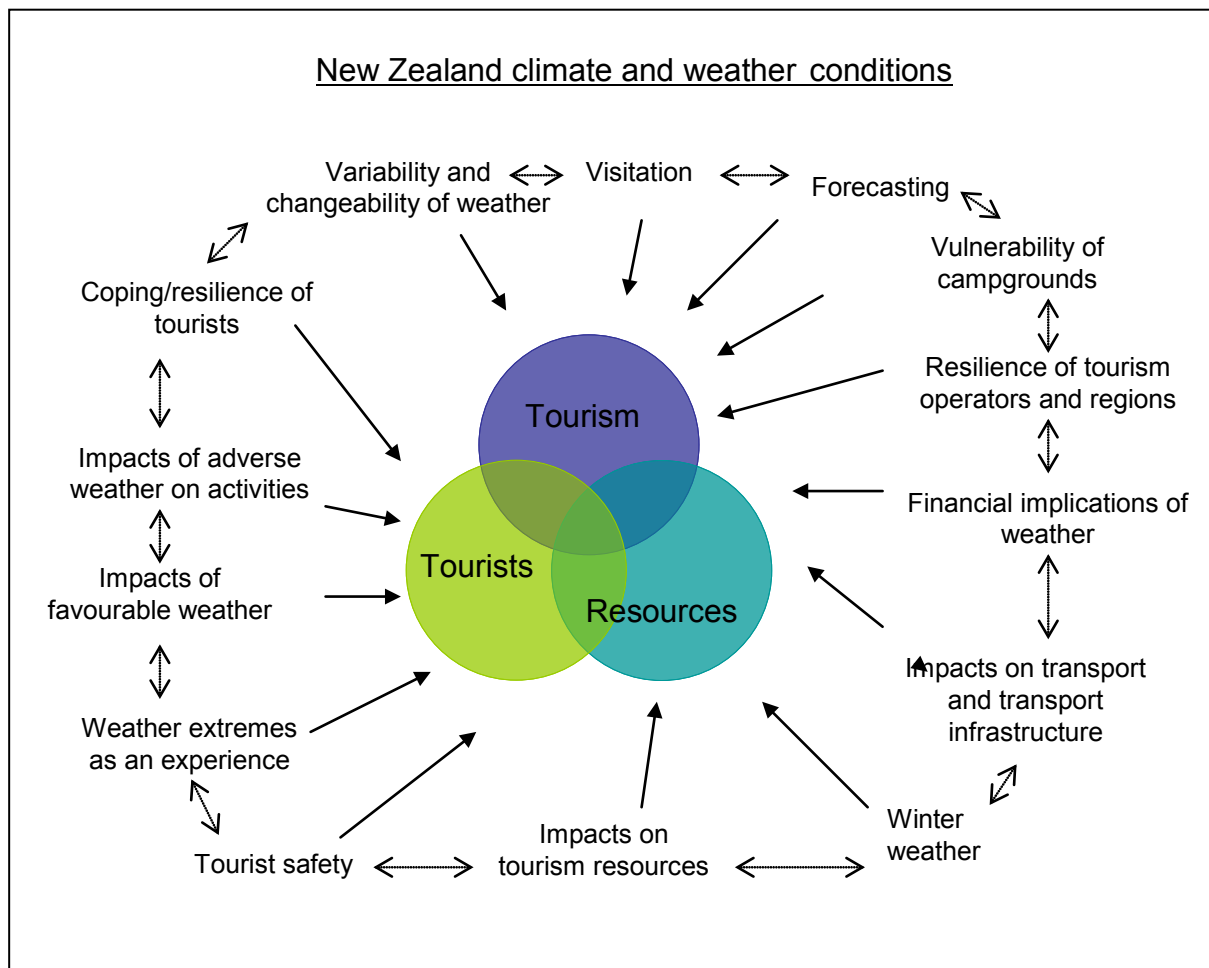 New Zealand climate and weather conditions
Variability and
changeability of weather
Visitation
Forecasting
Vulnerability of
campgrounds
Resilience of tourism
operators and regions
Financial implications of
weather
Impacts on transport
and transport
infrastructure
Winter
weather
Impacts on
tourism resources
Tourist safety
Weather extremes
as an experience
Impacts of
favourable weather
Impacts of adverse
weather on activities
Coping/resilience of
tourists
Tourism
Tourists
Resources